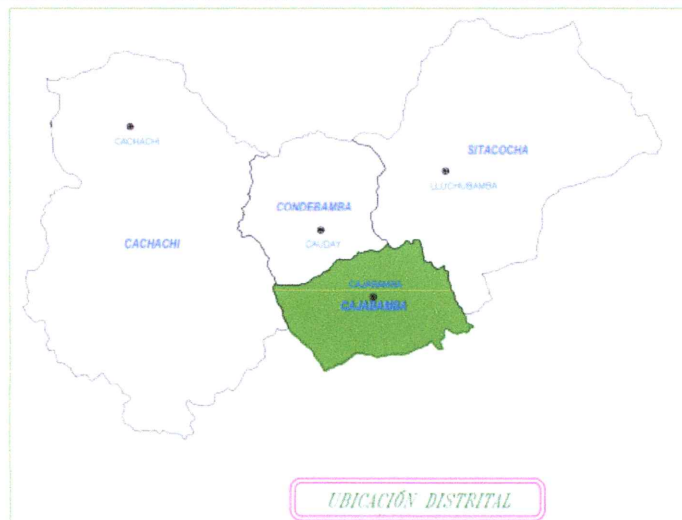 CACHACHI
SITACOCHA
LLUCHUBAMBA
CONDEBAMBA
CAUDAY
CACHACHI
CAJABAMBA
CAJABAMBA
UBICACIÓN DISTRITAL